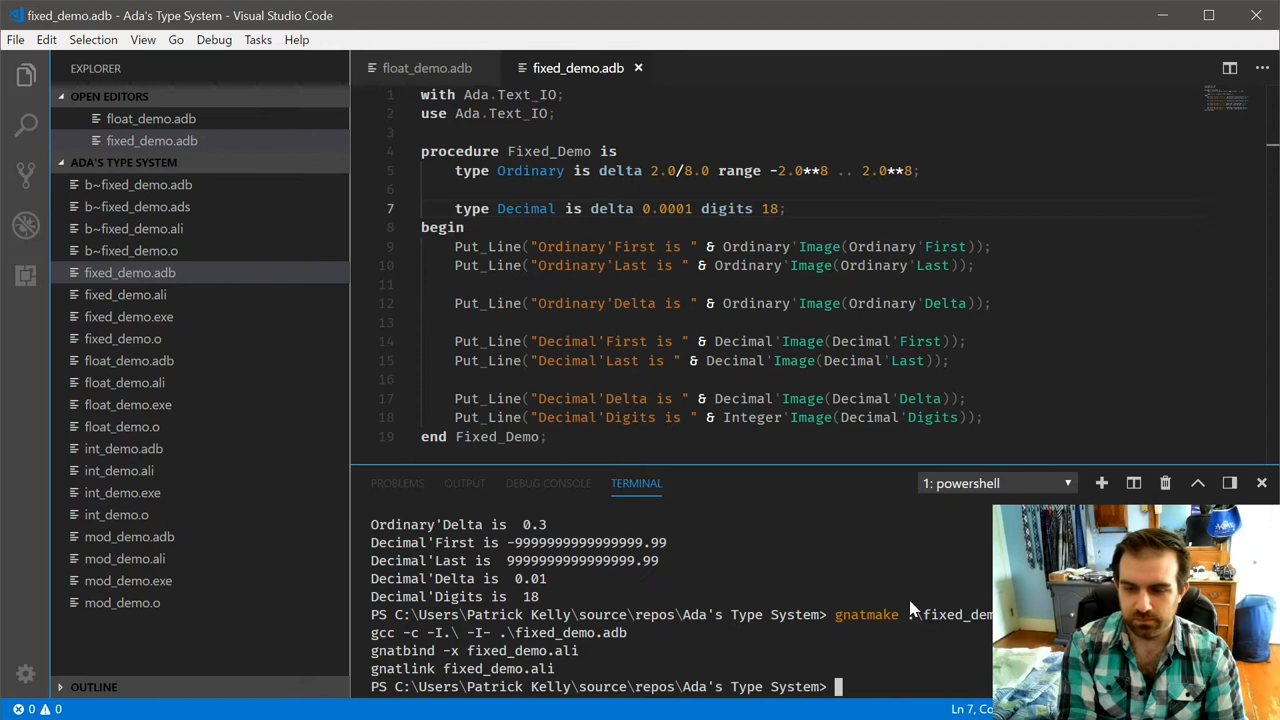 fixed_demo.adb - Ada's Type System - Visual Studio Code
File Edit Selection View Go Debug Tasks Help
EXPLORER
OPEN EDITORS
float_demo.adb
fixed_demo.adb
ADA'S TYPE SYSTEM
b~fixed_demo.adb
b~fixed_demo.ads
b~fixed_demo.ali
b~fixed_demo.o
fixed_demo.adb
fixed_demo.ali
fixed_demo.exe
fixed_demo.o
float_demo.adb
float_demo.ali
float_demo.exe
float_demo.o
int_demo.adb
int_demo.ali
int_demo.exe
int_demo.o
mod_demo.adb
mod_demo.ali
mod_demo.exe
mod_demo.o
OUTLINE
float_demo.adb fixed_demo.adb
1 with Ada.Text_IO;
2 use Ada.Text_IO;
3
4 procedure Fixed_Demo is
5 type Ordinary is delta 2.0/8.0 range -2.0**8 .. 2.0**8;
6
7 type Decimal is delta 0.0001 digits 18;
8 begin
9 Put_Line("Ordinary'First is " & Ordinary'Image(Ordinary'First));
10 Put_Line("Ordinary'Last is " & Ordinary'Image(Ordinary'Last));
11
12 Put_Line("Ordinary'Delta is " & Ordinary'Image(Ordinary'Delta));
13
14 Put_Line("Decimal'First is " & Decimal'Image(Decimal'First));
15 Put_Line("Decimal'Last is " & Decimal'Image(Decimal'Last));
16
17 Put_Line("Decimal'Delta is " & Decimal'Image(Decimal'Delta));
18 Put_Line("Decimal'Digits is " & Integer'Image(Decimal'Digits));
19 end Fixed_Demo;
PROBLEMS OUTPUT DEBUG CONSOLE TERMINAL 1: powershell
Ordinary'Delta is  0.3
Decimal'First is -9999999999999999.99
Decimal'Last is  9999999999999999.99
Decimal'Delta is  0.01
Decimal'Digits is  18
PS C:\Users\Patrick Kelly\source\repos\Ada's Type System> gnatmake .\fixed_dem
gcc -c -I.\ -I- .\fixed_demo.adb
gnatbind -x fixed_demo.ali
gnatlink fixed_demo.ali
PS C:\Users\Patrick Kelly\source\repos\Ada's Type System>
0 0 Ln 7, Co